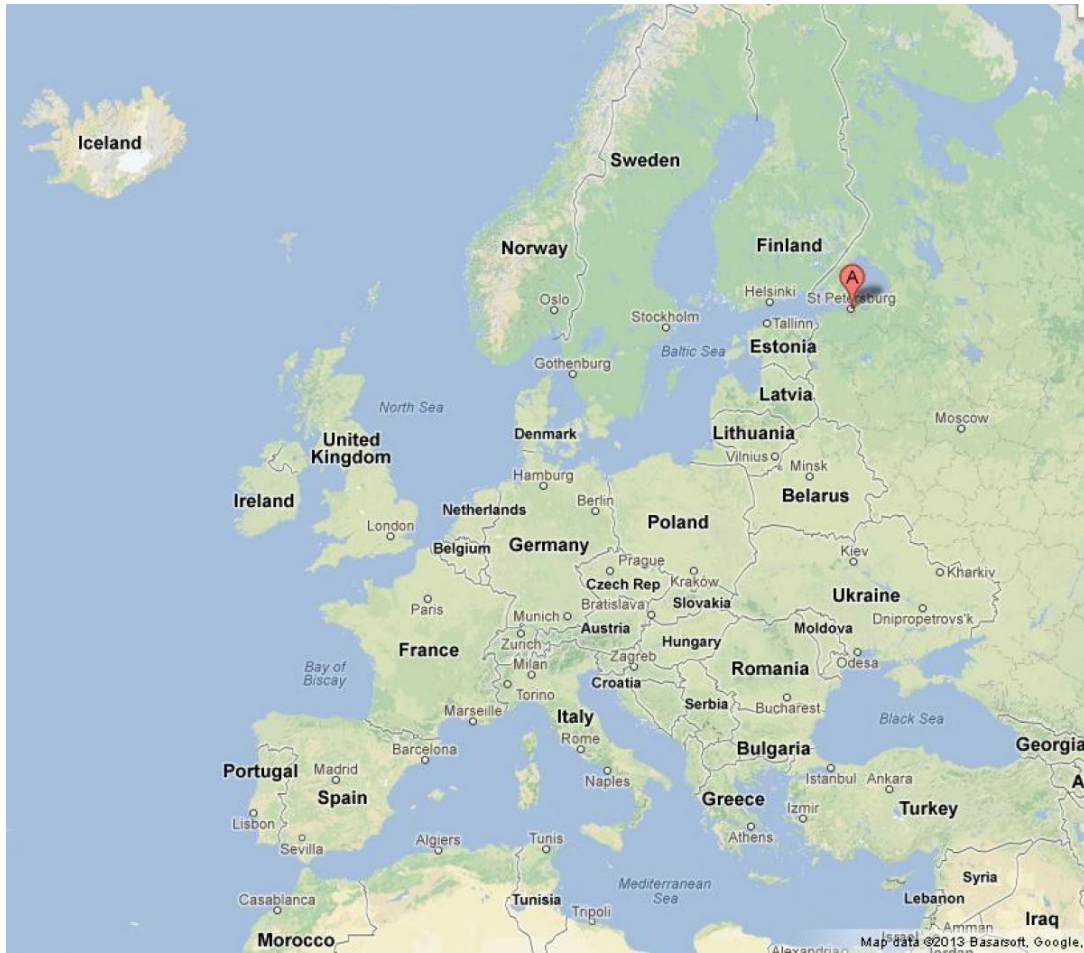 Iceland
Sweden
Norway
Finland
A
Helsinki
St Petersburg
Oslo
Stockholm
Tallinn
Estonia
Baltic Sea
Gothenburg
Latvia
North Sea
Moscow
Denmark
Lithuania
United
Kingdom
Vilnius
Minsk
Hamburg
Belarus
Ireland
Berlin
Netherlands
Poland
London
Germany
Belgium
Kiev
Prague
Kharkiv
Czech Rep
Kraków
Ukraine
Paris
Bratislava
Slovakia
Munich
Dnipropetrovs'k
Austria
Moldova
Zurich
Hungary
France
Zagreb
Odesa
Milan
Romania
Bay of
Biscay
Croatia
Torino
Serbia
Bucharest
Marseille
Italy
Black Sea
Rome
Bulgaria
Georgia
Barcelona
Portugal
Madrid
Istanbul
Ankara
A
Naples
Spain
Greece
Izmir
Turkey
Lisbon
Athens
Sevilla
Algiers
Tunis
Syria
Mediterranean
Sea
Casablanca
Tunisia
Lebanon
Tripoli
Iraq
Amman
Morocco
Israel
Alexandria
Map data ©2013 Basarsoft, Google,